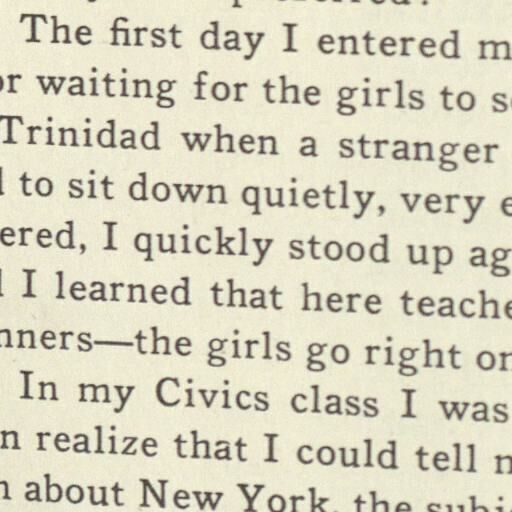 The first day I entered m
or waiting for the girls to s
Trinidad when a stranger
to sit down quietly, very e
ered, I quickly stood up ag
I learned that here teache
nners—the girls go right on
In my Civics class I was
n realize that I could tell n
about New York, the subj